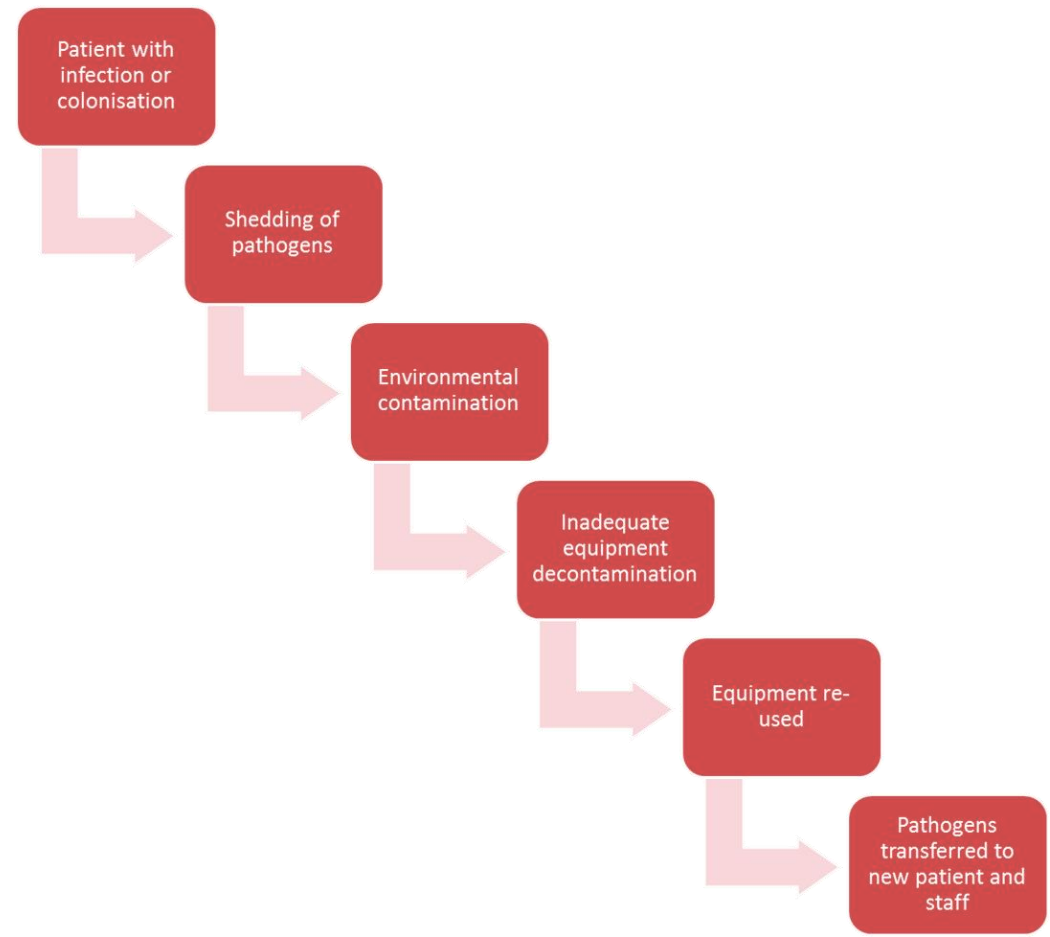 Patient with
infection or
colonisation
Shedding of
pathogens
Environmental
contamination
Inadequate
equipment
decontamination
Equipment re-
used
Pathogens
transferred to
new patient and
staff